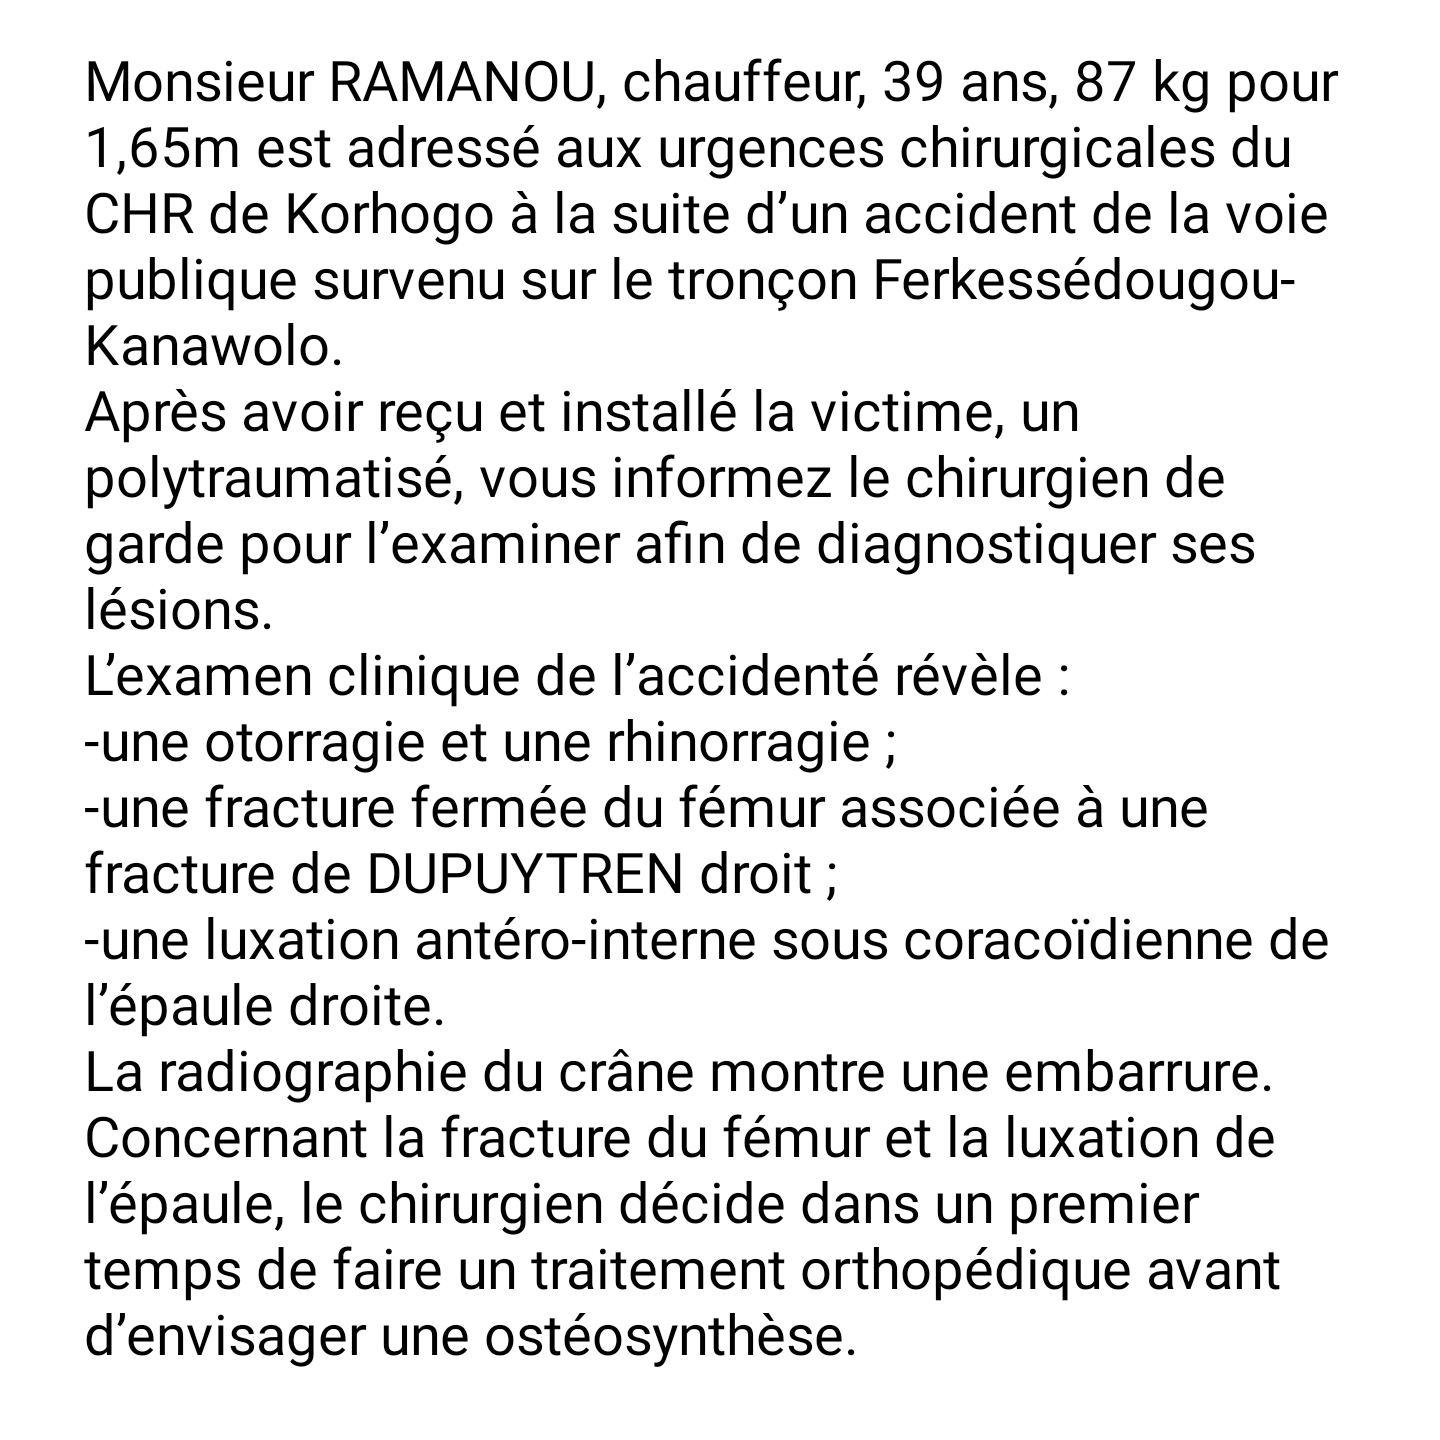 Monsieur RAMANOU, chauffeur, 39 ans, 87 kg pour
1,65m est adressé aux urgences chirurgicales du
CHR de Korhogo à la suite d’un accident de la voie
publique survenu sur le tronçon Ferkessédougou-
Kanawolo.
Après avoir reçu et installé la victime, un
polytraumatisé, vous informez le chirurgien de
garde pour l’examiner afin de diagnostiquer ses
lésions.
L’examen clinique de l’accidenté révèle :
-une otorragie et une rhinorragie ;
-une fracture fermée du fémur associée à une
fracture de DUPUYTREN droit ;
-une luxation antéro-interne sous coracoïdienne de
l’épaule droite.
La radiographie du crâne montre une embarrure.
Concernant la fracture du fémur et la luxation de
l’épaule, le chirurgien décide dans un premier
temps de faire un traitement orthopédique avant
d’envisager une ostéosynthèse.